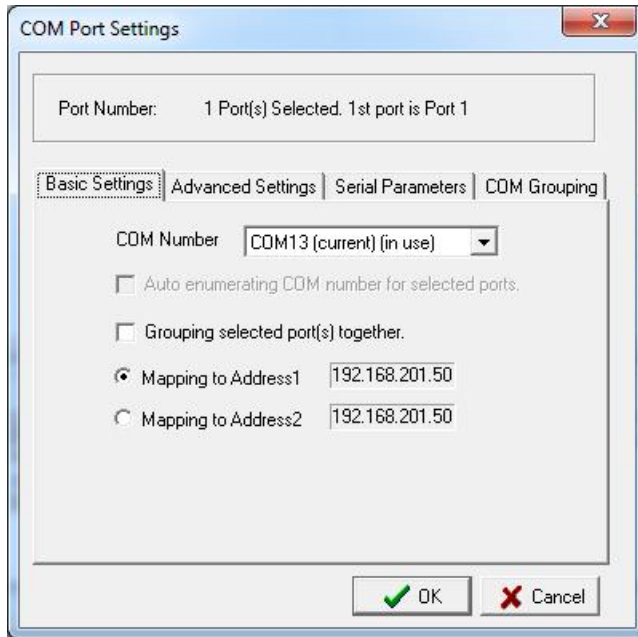 COM Port Settings
Port Number: 1 Port(s) Selected. 1st port is Port 1
Basic Settings Advanced Settings Serial Parameters COM Grouping
COM Number COM13 (current) (in use)
Auto enumerating COM number for selected ports.
Grouping selected port(s) together.
Mapping to Address1 192.168.201.50
Mapping to Address2 192.168.201.50
OK Cancel